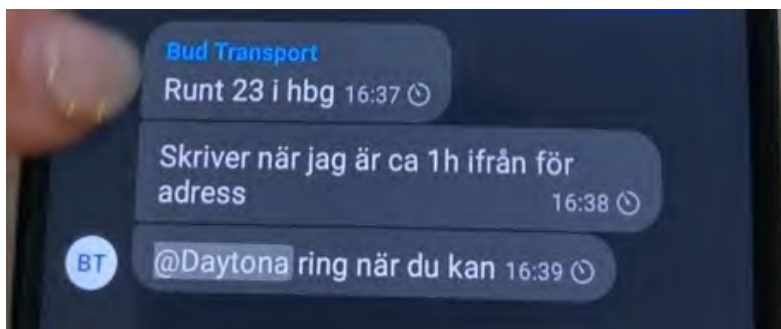 Bud Transport
Runt 23 i hbg 16:37
Skriver när jag är ca 1h ifrån för
adress 16:38
BT @Daytona ring när du kan 16:39